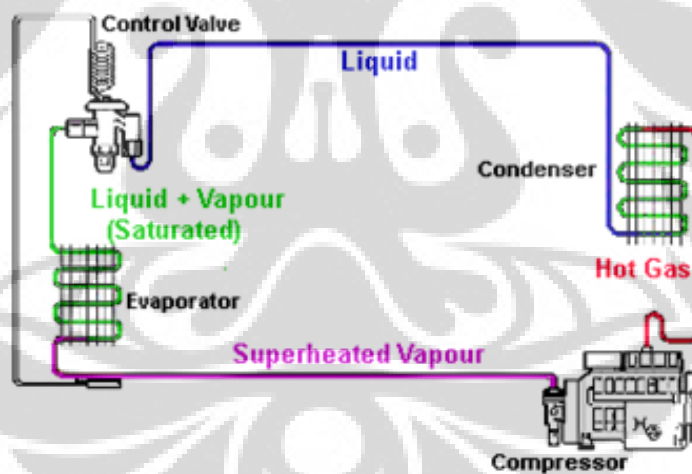 Control Valve
Liquid
Condenser
Liquid + Vapour
(Saturated)
Hot Gas
Evaporator
Superheated Vapour
Compressor